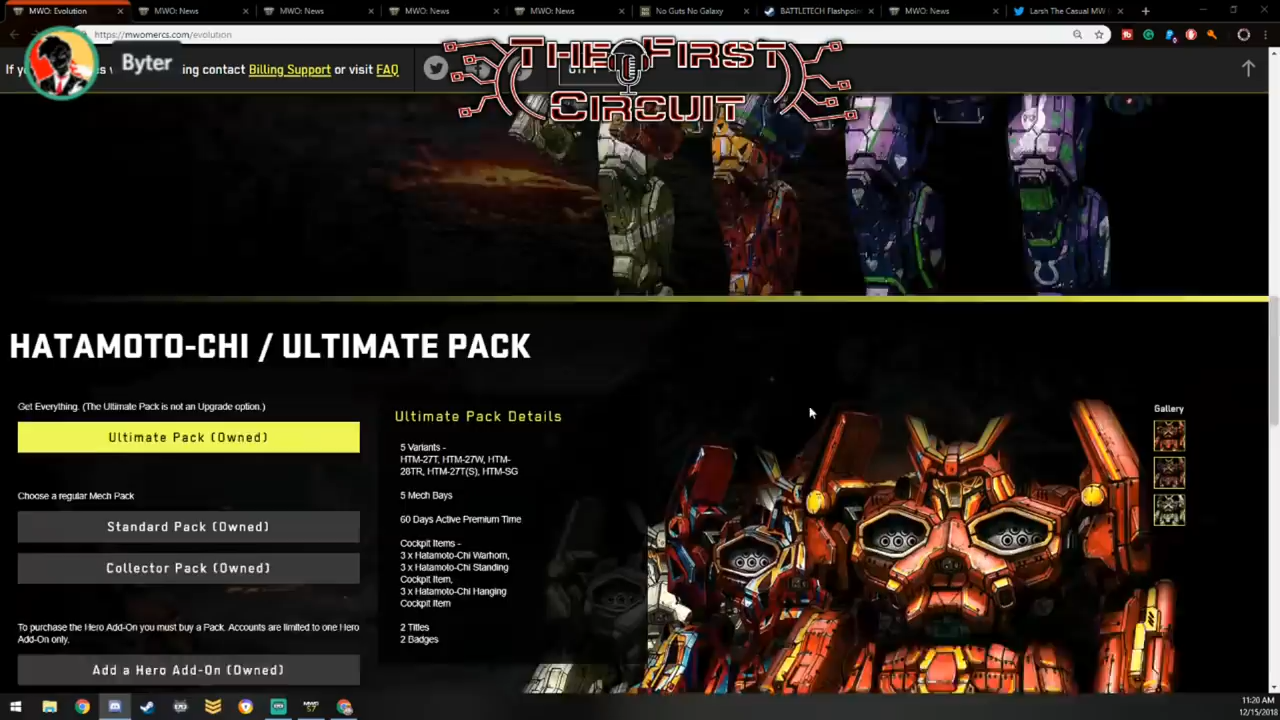 MWO: Evolution
MWO: News
MWO: News
MWO: News
MWO: News
No Guts No Galaxy
BATTLETECH Flashpoin
MWO: News
Larsh The Casual MW
https://mwomercs.com/evolution
If yo
Byter
ing contact Billing Support or visit FAQ
THE FIRST
CIRCUIT
HATAMOTO-CHI / ULTIMATE PACK
Get Everything. (The Ultimate Pack is not an Upgrade option.)
Ultimate Pack (Owned)
Choose a regular Mech Pack
Standard Pack (Owned)
Collector Pack (Owned)
To purchase the Hero Add-On you must buy a Pack. Accounts are limited to one Hero
Add-On only.
Add a Hero Add-On (Owned)
Ultimate Pack Details
5 Variants -
HTM-27T, HTM-27W, HTM-
28TR, HTM-27T(S), HTM-SG
5 Mech Bays
60 Days Active Premium Time
Cockpit Items -
3 x Hatamoto-Chi Warhorn,
3 x Hatamoto-Chi Standing
Cockpit Item,
3 x Hatamoto-Chi Hanging
Cockpit Item
2 Titles
2 Badges
Gallery
11:20 AM
12/15/2018